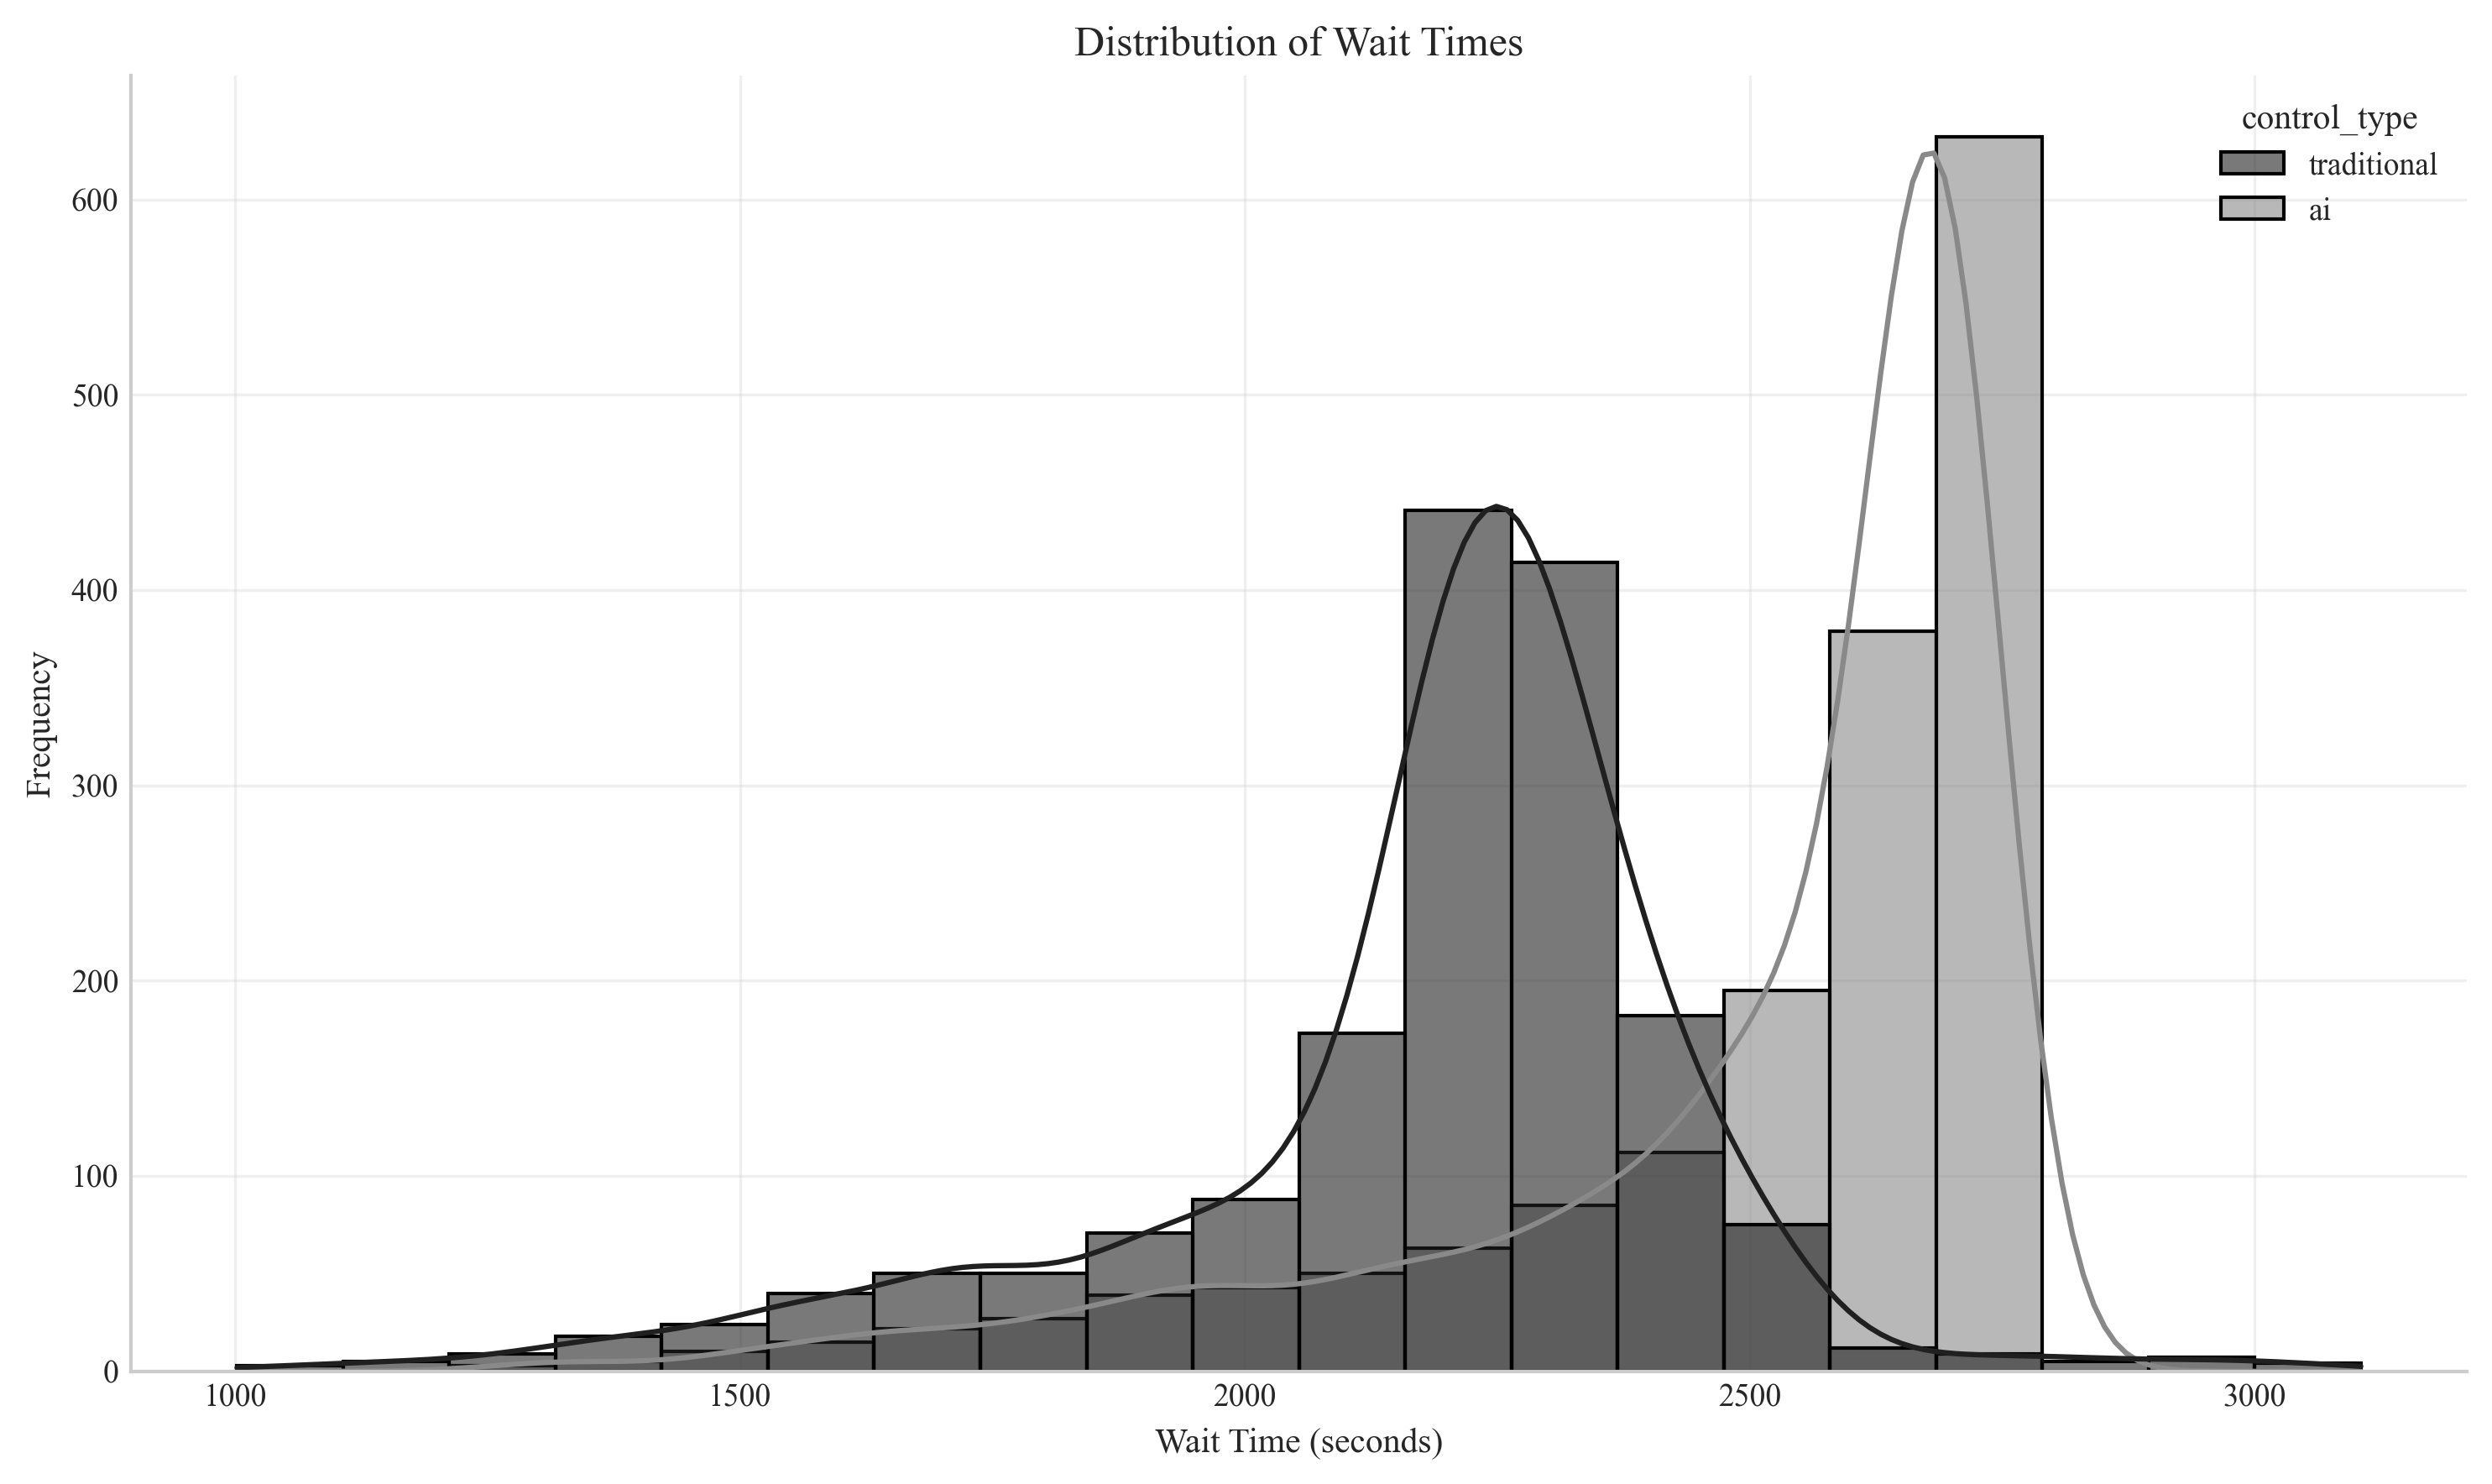 Distribution of Wait Times
control_type
traditional
ai
Frequency
600
500
400
300
200
100
0
1000 1500 2000 2500 3000
Wait Time (seconds)